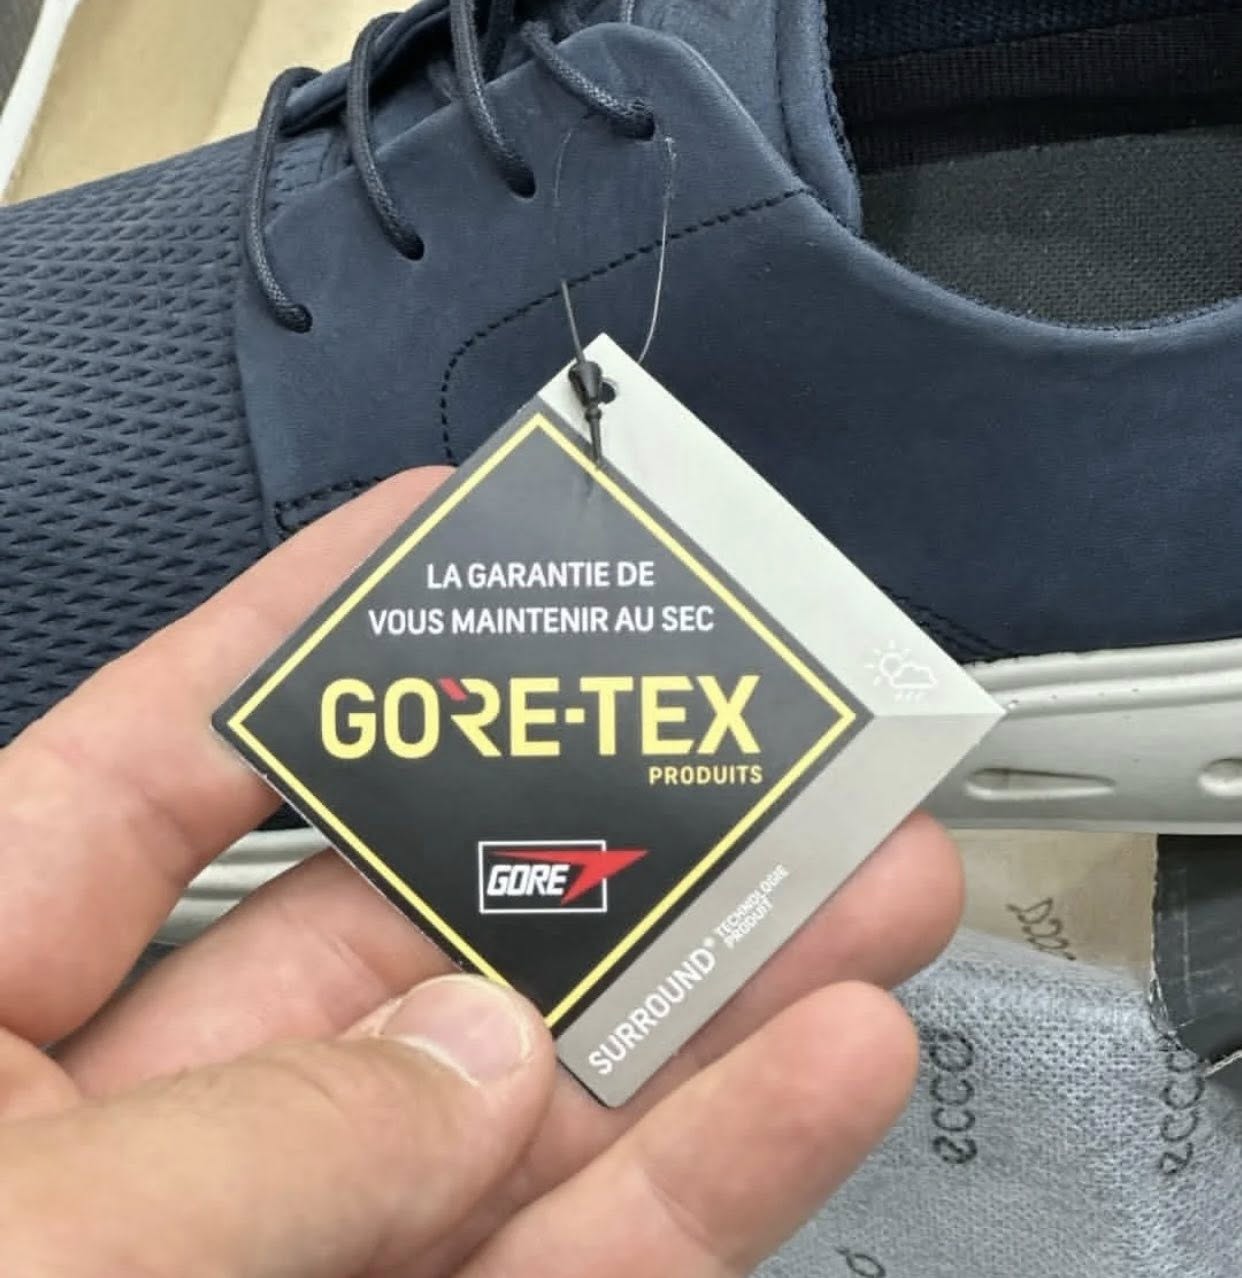 LA GARANTIE DE
VOUS MAINTENIR AU SEC
GORE-TEX
PRODUITS
GORE
SURROUND®
TECHNOLOGIE
PRODUIT
ecco
ecco
ecco